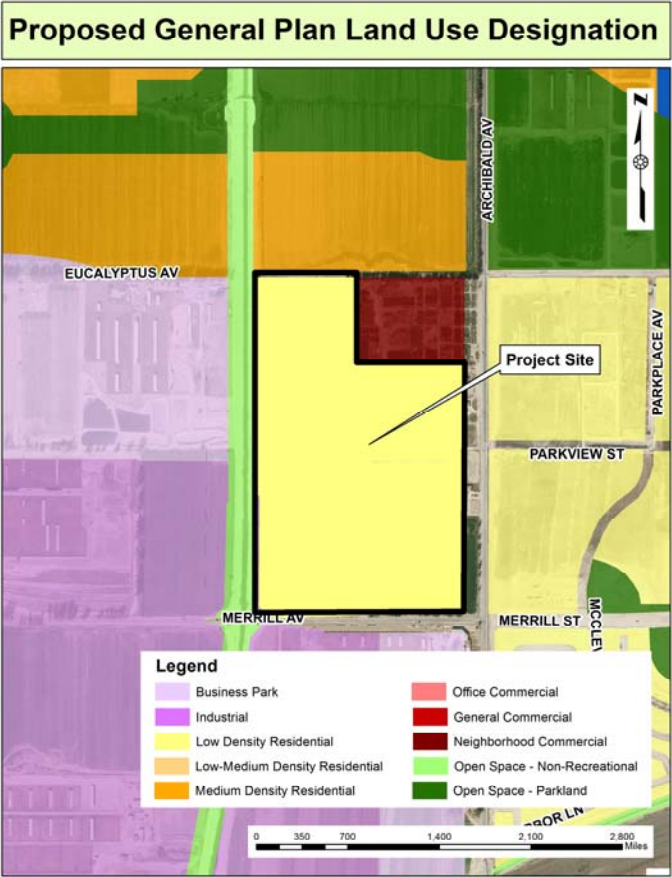 Proposed General Plan Land Use Designation
N
ARCHIBALD AV
EUCALYPTUS AV
PARKPLACE AV
Project Site
PARKVIEW ST
MERRILL AV
MERRILL ST
MCCLEV
Legend
Business Park
Industrial
Low Density Residential
Low-Medium Density Residential
Medium Density Residential
Office Commercial
General Commercial
Neighborhood Commercial
Open Space - Non-Recreational
Open Space - Parkland
RBOR LN
0 350 700 1,400 2,100 2,800
Miles